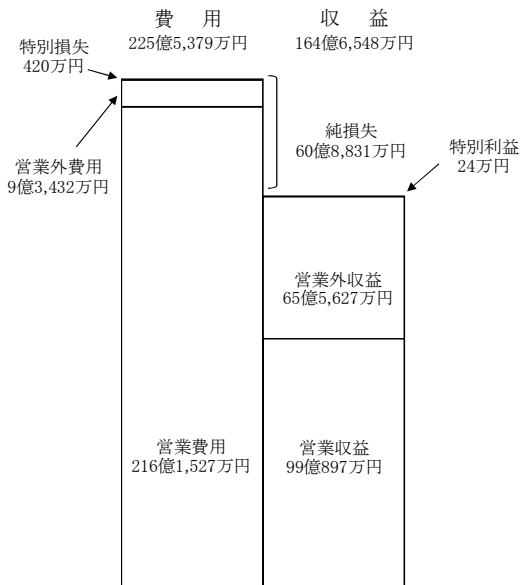 費　用
225億5,379万円
収　益
164億6,548万円
特別損失
420万円
営業外費用
9億3,432万円
純損失
60億8,831万円
特別利益
24万円
営業外収益
65億5,627万円
営業費用
216億1,527万円
営業収益
99億897万円